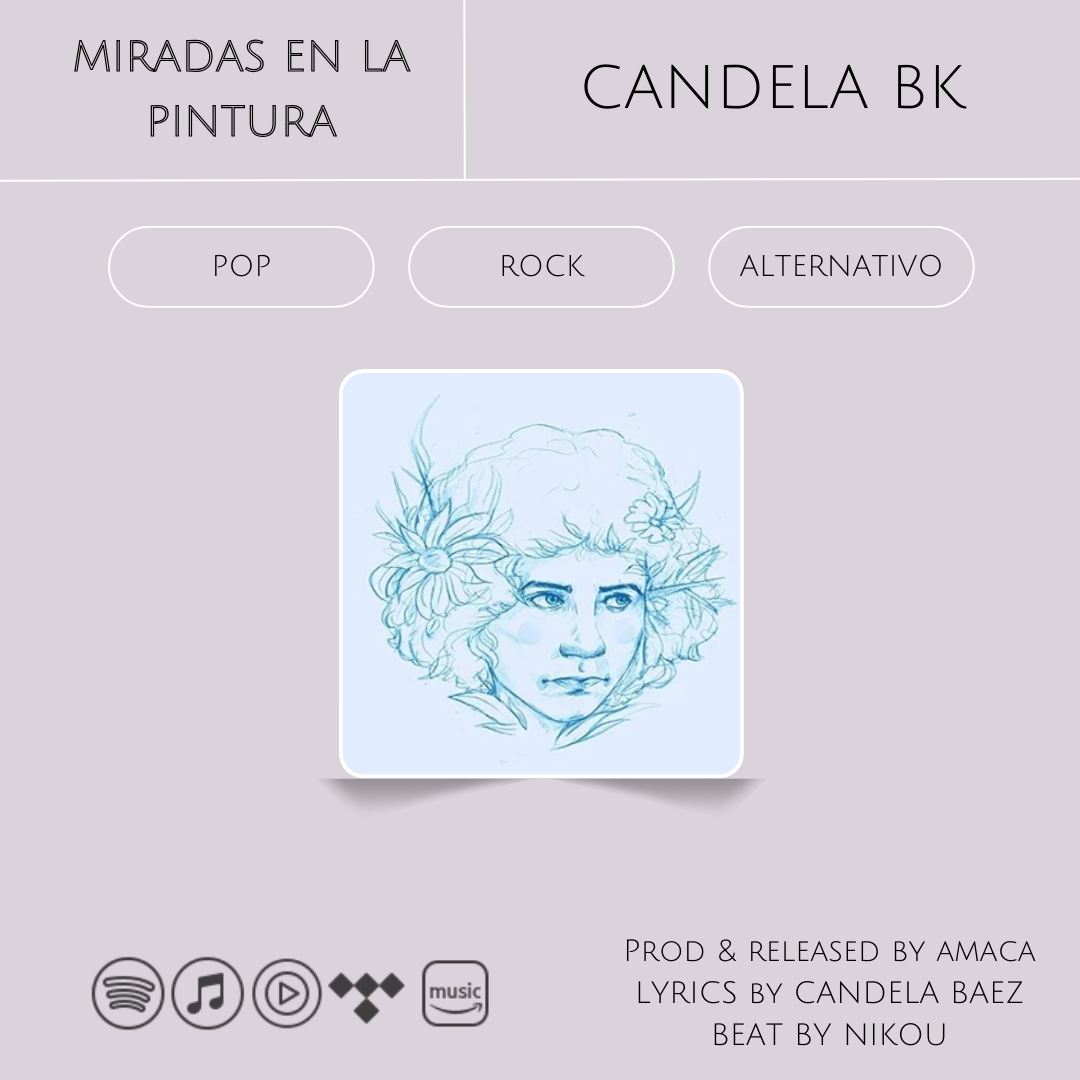 MIRADAS EN LA
PINTURA
CANDELA BK
POP
ROCK
ALTERNATIVO
music
PROD & RELEASED BY AMACA
LYRICS BY CANDELA BAEZ
BEAT BY NIKOU